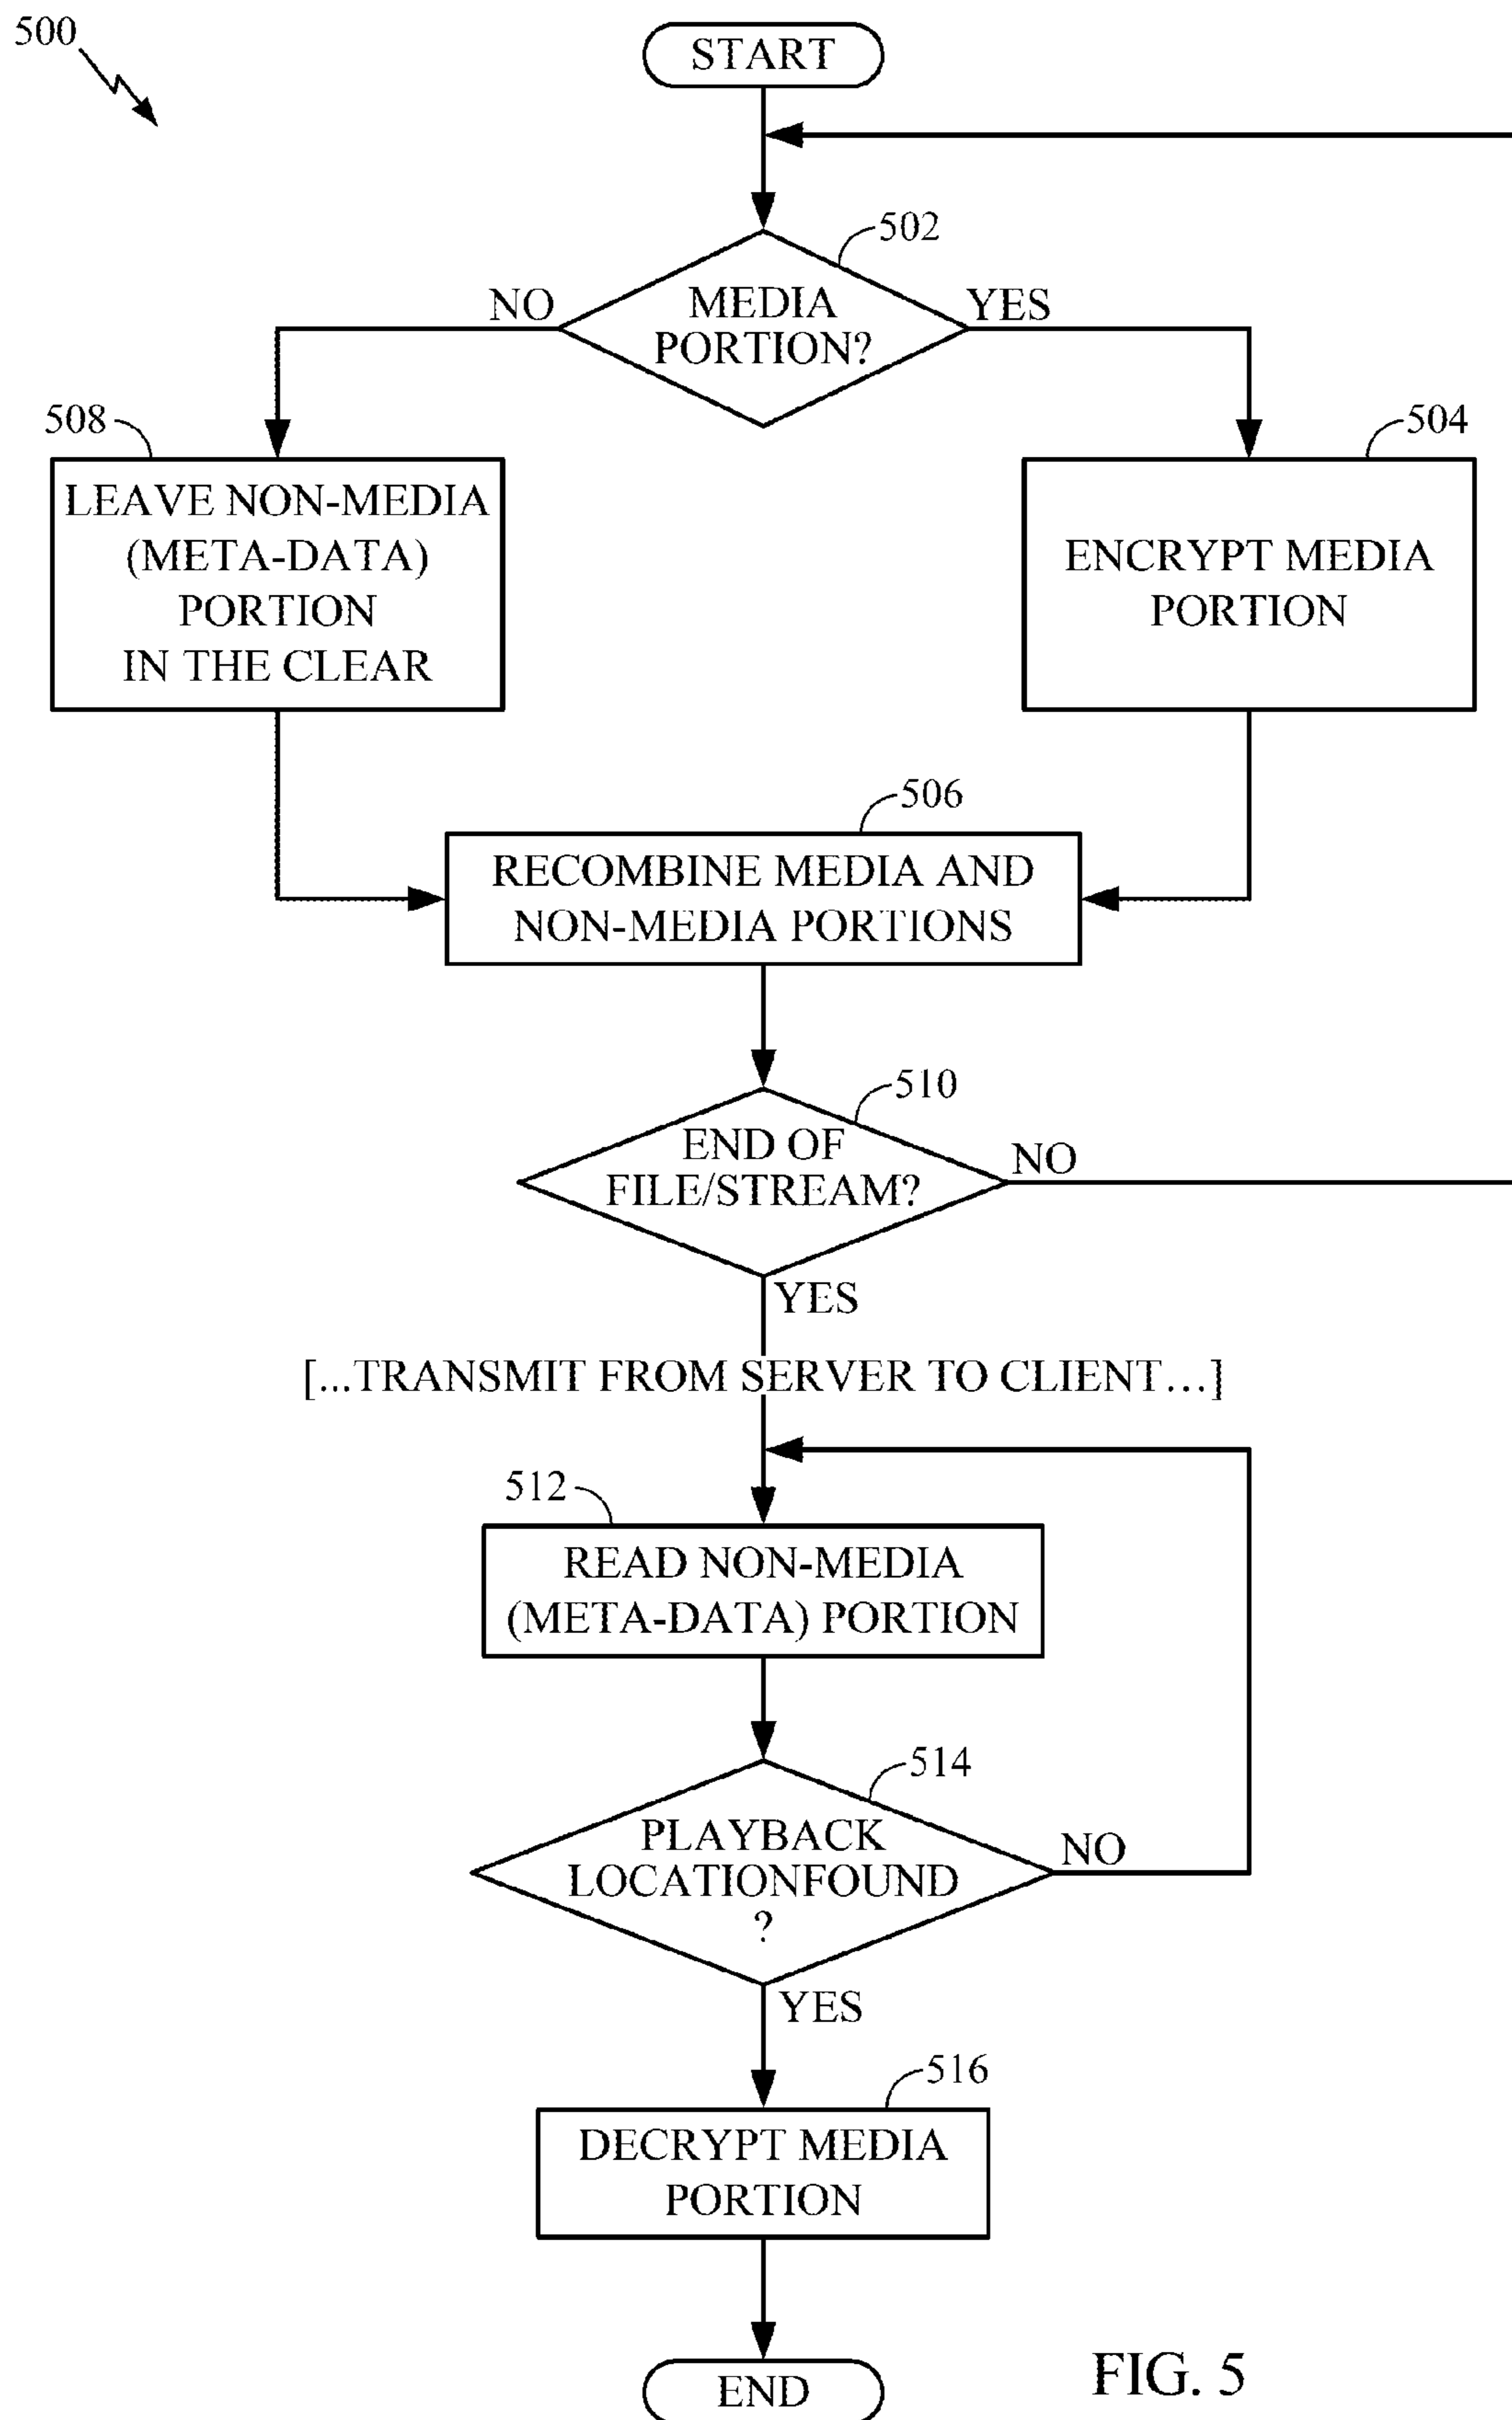 500
START
502
NO
YES
MEDIA
PORTION?
508
504
LEAVE NON-MEDIA
(META-DATA)
PORTION
IN THE CLEAR
ENCRYPT MEDIA
PORTION
506
RECOMBINE MEDIA AND
NON-MEDIA PORTIONS
510
END OF
FILE/STREAM?
NO
YES
[...TRANSMIT FROM SERVER TO CLIENT...]
512
READ NON-MEDIA
(META-DATA) PORTION
514
PLAYBACK
LOCATIONFOUND
?
NO
YES
516
DECRYPT MEDIA
PORTION
END
FIG. 5